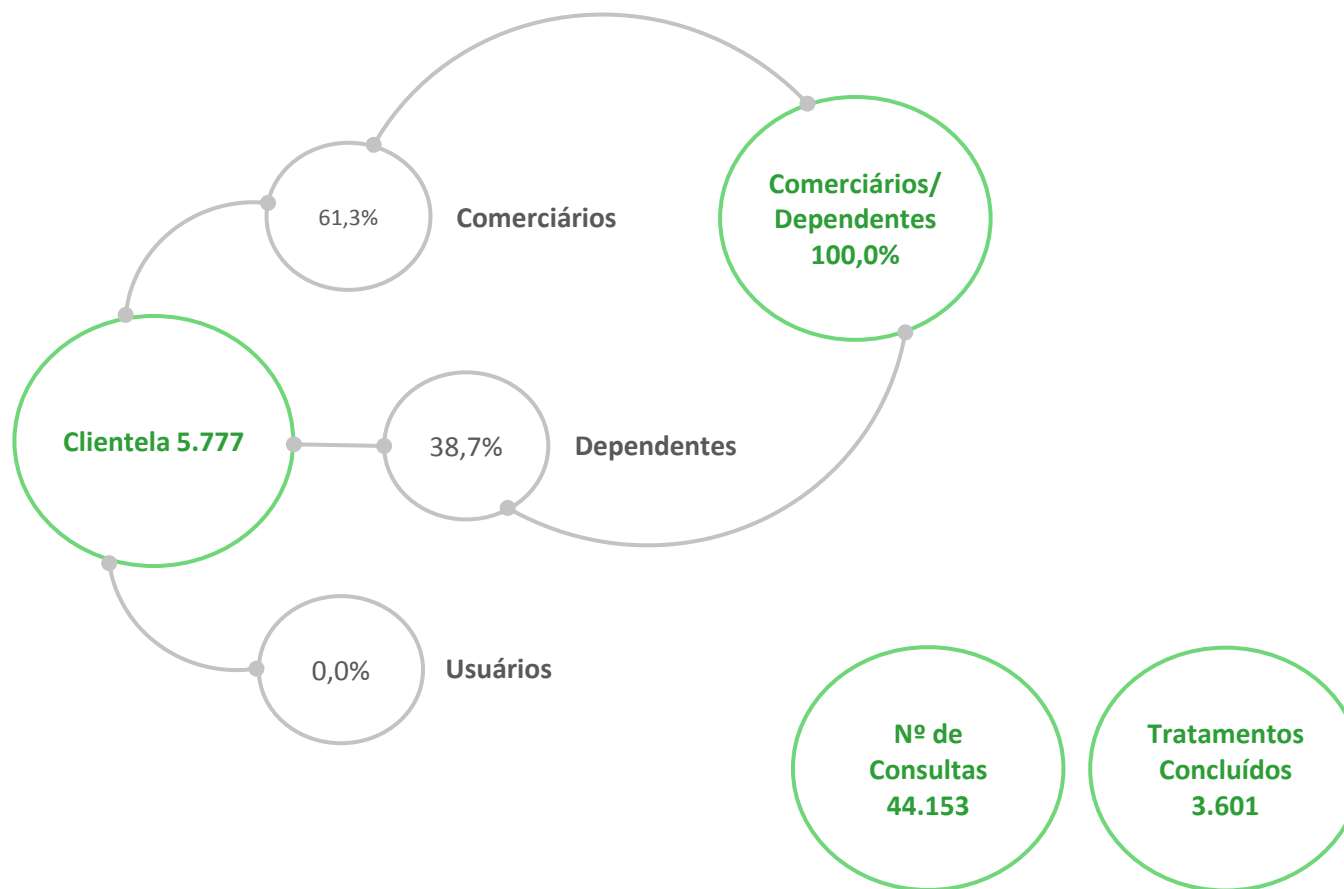 Comerciários/
Dependentes
100,0%
61,3%
Comerciários
Clientela 5.777
38,7%
Dependentes
0,0%
Usuários
Nº de
Consultas
44.153
Tratamentos
Concluídos
3.601